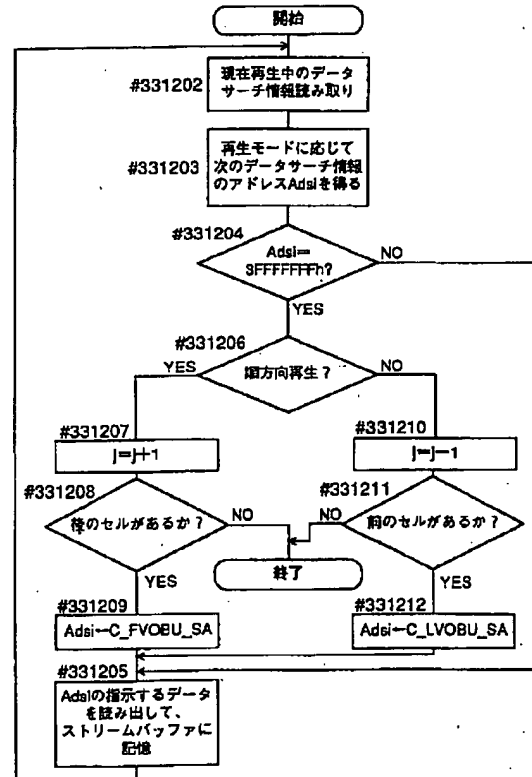 開始
#331202
現在再生中のデータ
サーチ情報読み取り
#331203
再生モードに応じて
次のデータサーチ情報
のアドレスAdsiを得る
#331204
Adsi＝
3FFFFFFFh?
NO
YES
#331206
順方向再生？
YES
NO
#331207
j=j+1
#331210
j=j−1
#331208
後のセルがあるか？
NO
YES
#331211
前のセルがあるか？
NO
YES
終了
#331209
Adsi←C_FVOBU_SA
#331212
Adsi←C_LVOBU_SA
#331205
Adsiの指示するデータ
を読み出して、
ストリームバッファに
記憶